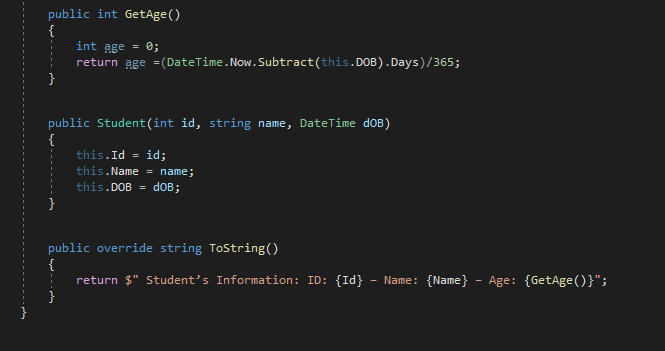 public int GetAge()
{
int age = 0;
return age =(DateTime.Now.Subtract(this.DOB).Days)/365;
}
public Student(int id, string name, DateTime dOB)
{
this.Id = id;
this.Name = name;
this.DOB = dOB;
}
public override string ToString()
{
return $" Student’s Information: ID: {Id} – Name: {Name} – Age: {GetAge()}";
}
}